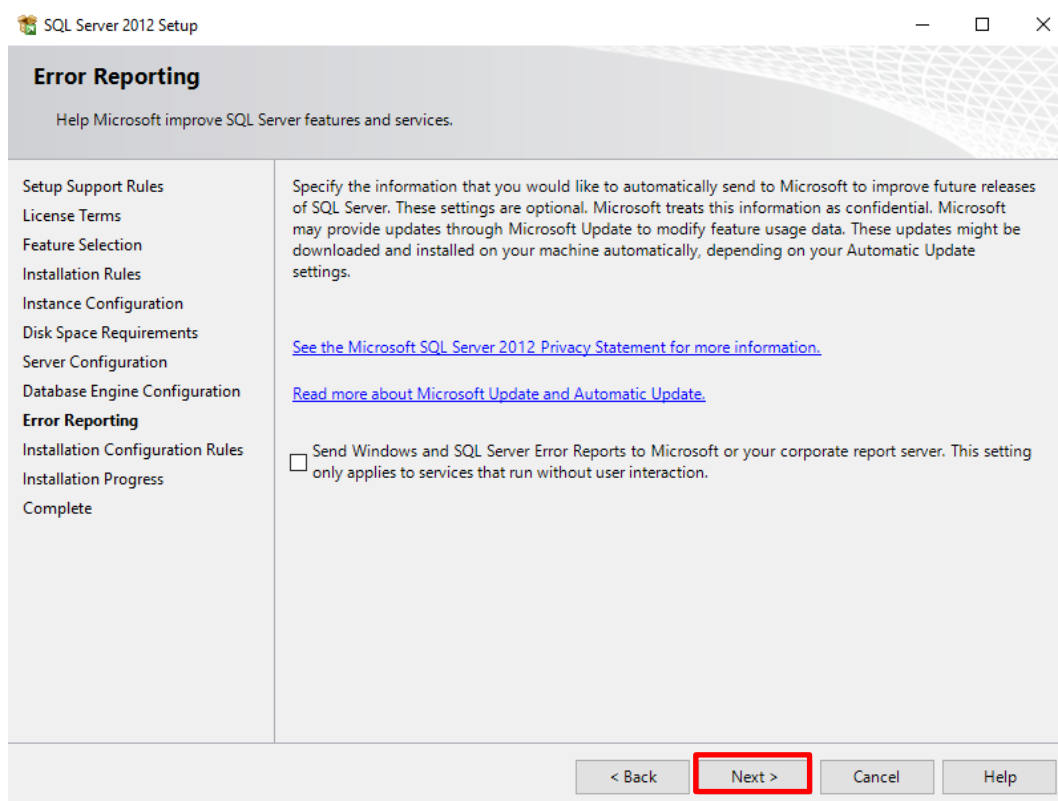 SQL Server 2012 Setup
Error Reporting
Help Microsoft improve SQL Server features and services.
Setup Support Rules
License Terms
Feature Selection
Installation Rules
Instance Configuration
Disk Space Requirements
Server Configuration
Database Engine Configuration
Error Reporting
Installation Configuration Rules
Installation Progress
Complete
Specify the information that you would like to automatically send to Microsoft to improve future releases
of SQL Server. These settings are optional. Microsoft treats this information as confidential. Microsoft
may provide updates through Microsoft Update to modify feature usage data. These updates might be
downloaded and installed on your machine automatically, depending on your Automatic Update
settings.
See the Microsoft SQL Server 2012 Privacy Statement for more information.
Read more about Microsoft Update and Automatic Update.
Send Windows and SQL Server Error Reports to Microsoft or your corporate report server. This setting
only applies to services that run without user interaction.
< Back
Next >
Cancel
Help